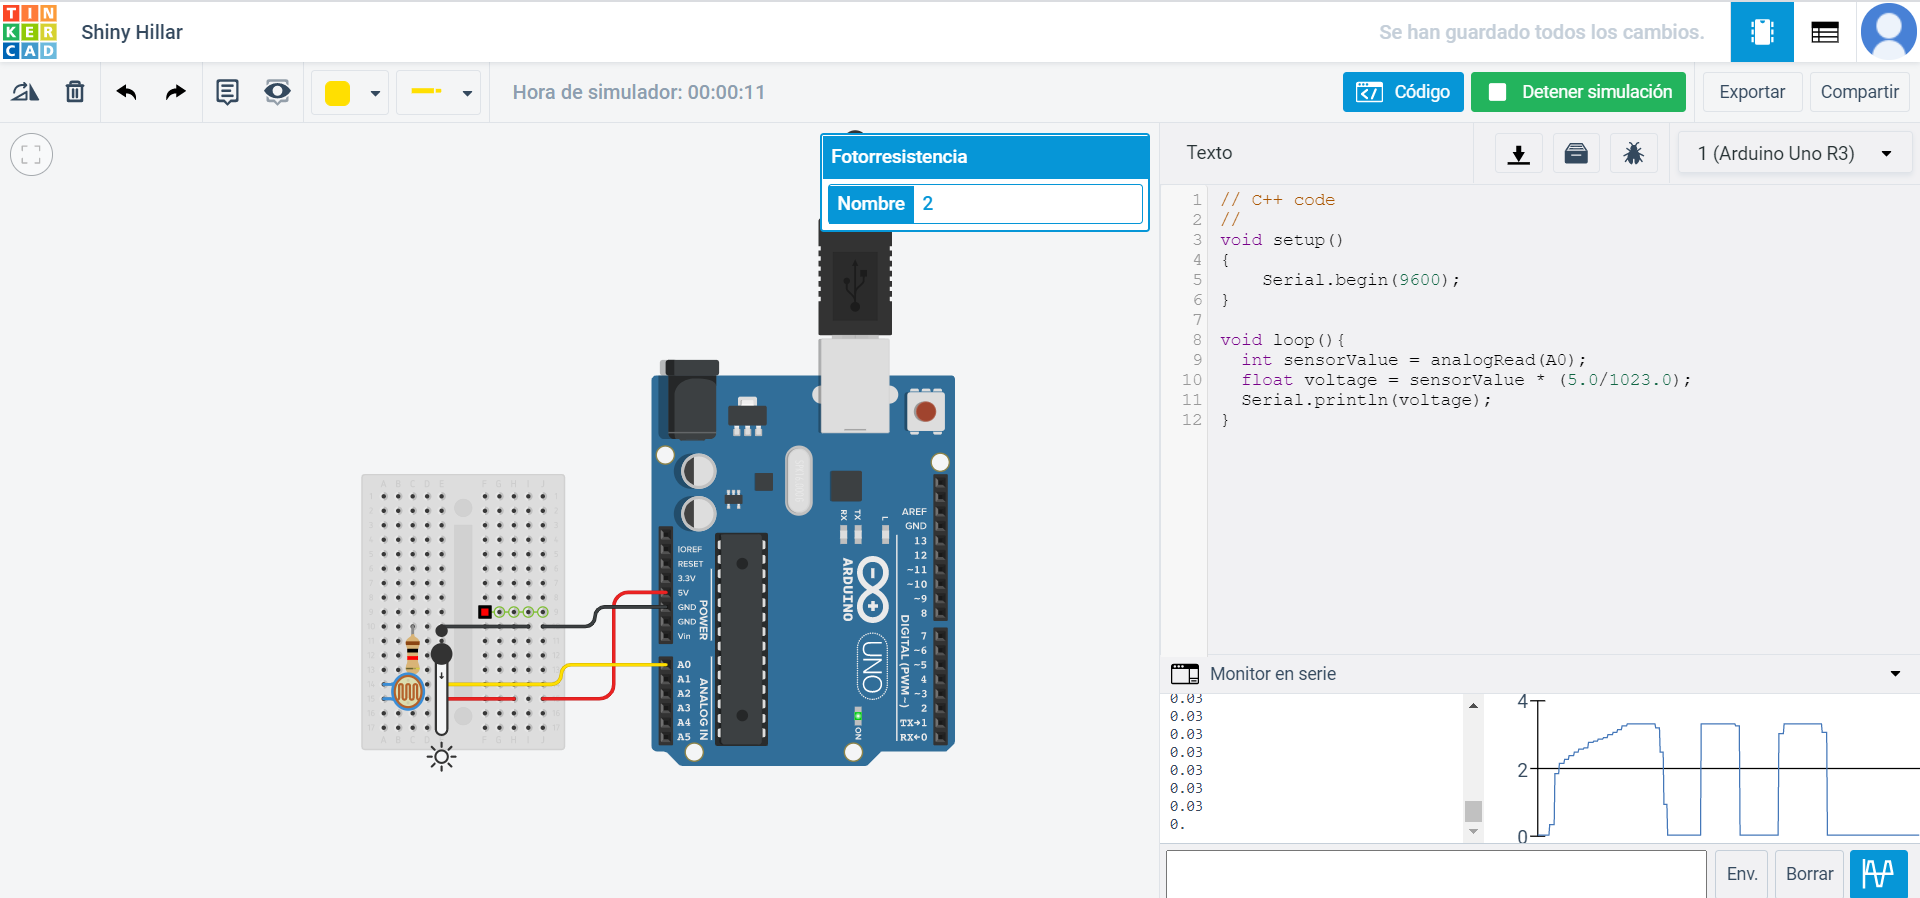 TINKERCAD
Shiny Hillar
Se han guardado todos los cambios.
Hora de simulador: 00:00:11
Código
Detener simulación
Exportar
Compartir
Fotorresistencia
Nombre 2
Texto
1 (Arduino Uno R3)
1 // C++ code
2 //
3 void setup()
4 {
5 Serial.begin(9600);
6 }
7
8 void loop(){
9 int sensorValue = analogRead(A0);
10 float voltage = sensorValue * (5.0/1023.0);
11 Serial.println(voltage);
12 }
IOREF
RESET
3.3V
5V
GND
GND
Vin
POWER
A0
A1
A2
A3
A4
A5
ANALOG IN
RX
TX
L
ARDUINO
UNO
ON
AREF
GND
13
12
~11
~10
~9
8
7
~6
~5
4
~3
2
TX→1
RX←0
DIGITAL (PWM~)
Monitor en serie
0.03
0.03
0.03
0.03
0.03
0.03
0.03
0.
4
2
0
Env.
Borrar